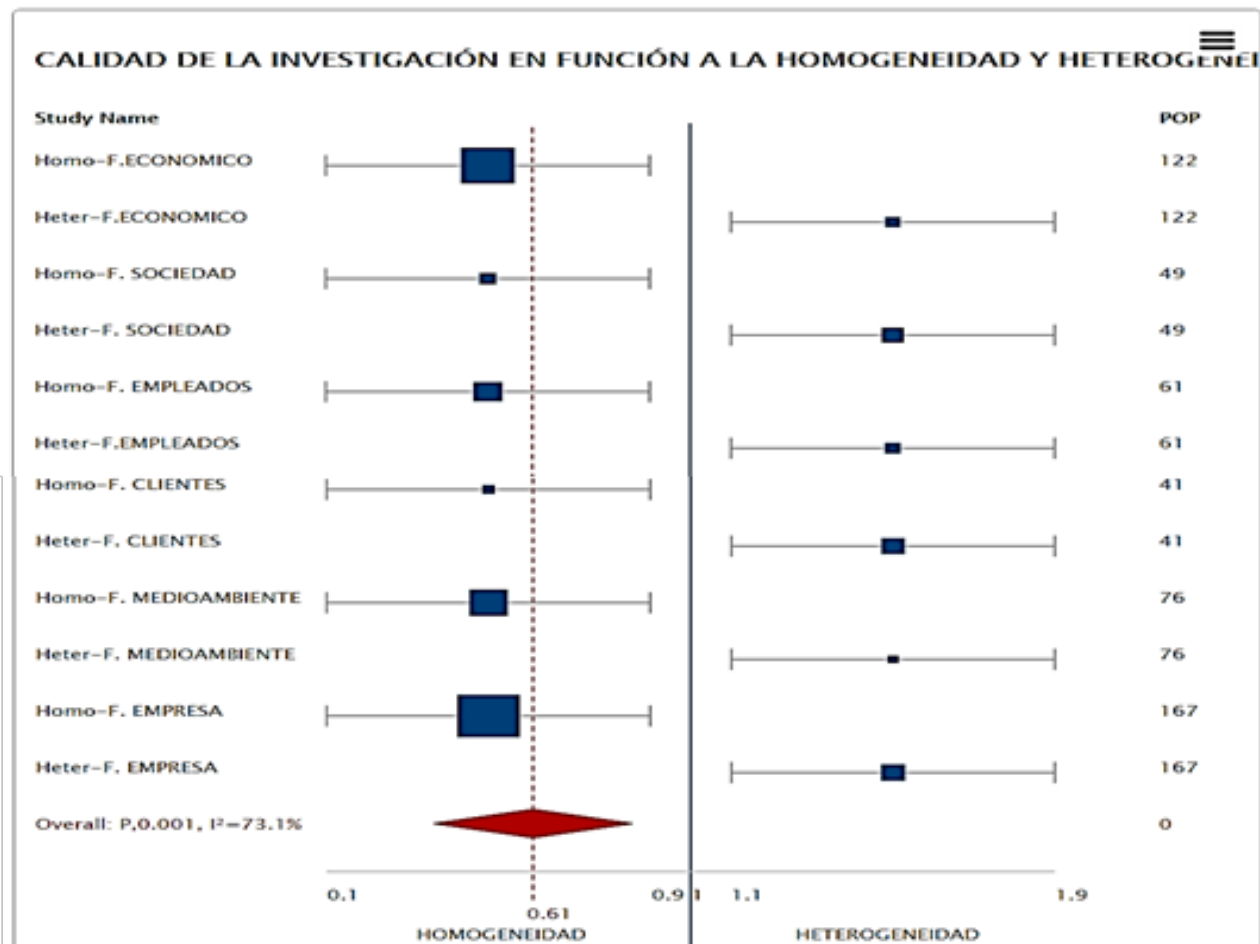 CALIDAD DE LA INVESTIGACIÓN EN FUNCIÓN A LA HOMOGENEIDAD Y HETEROGENEI
Study Name POP
Homo-F.ECONOMICO 122
Heter-F.ECONOMICO 122
Homo-F. SOCIEDAD 49
Heter-F. SOCIEDAD 49
Homo-F. EMPLEADOS 61
Heter-F.EMPLEADOS 61
Homo-F. CLIENTES 41
Heter-F. CLIENTES 41
Homo-F. MEDIOAMBIENTE 76
Heter-F. MEDIOAMBIENTE 76
Homo-F. EMPRESA 167
Heter-F. EMPRESA 167
Overall: P,0.001, I²=73.1% 0
0.1 0.9 1 1.1 1.9
0.61
HOMOGENEIDAD HETEROGENEIDAD